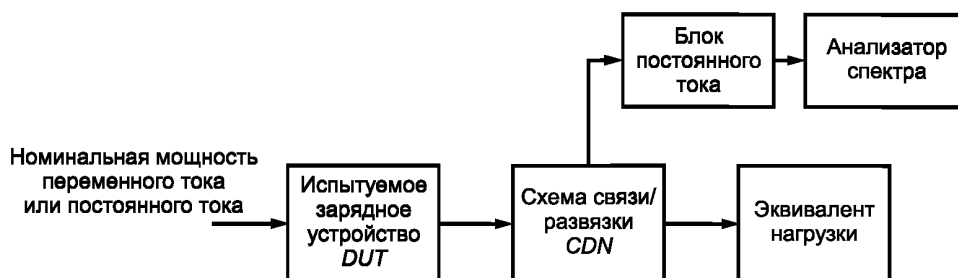 Блок
постоянного
тока
Анализатор
спектра
Номинальная мощность
переменного тока
или постоянного тока
Испытуемое
зарядное
устройство
DUT
Схема связи/
развязки
CDN
Эквивалент
нагрузки